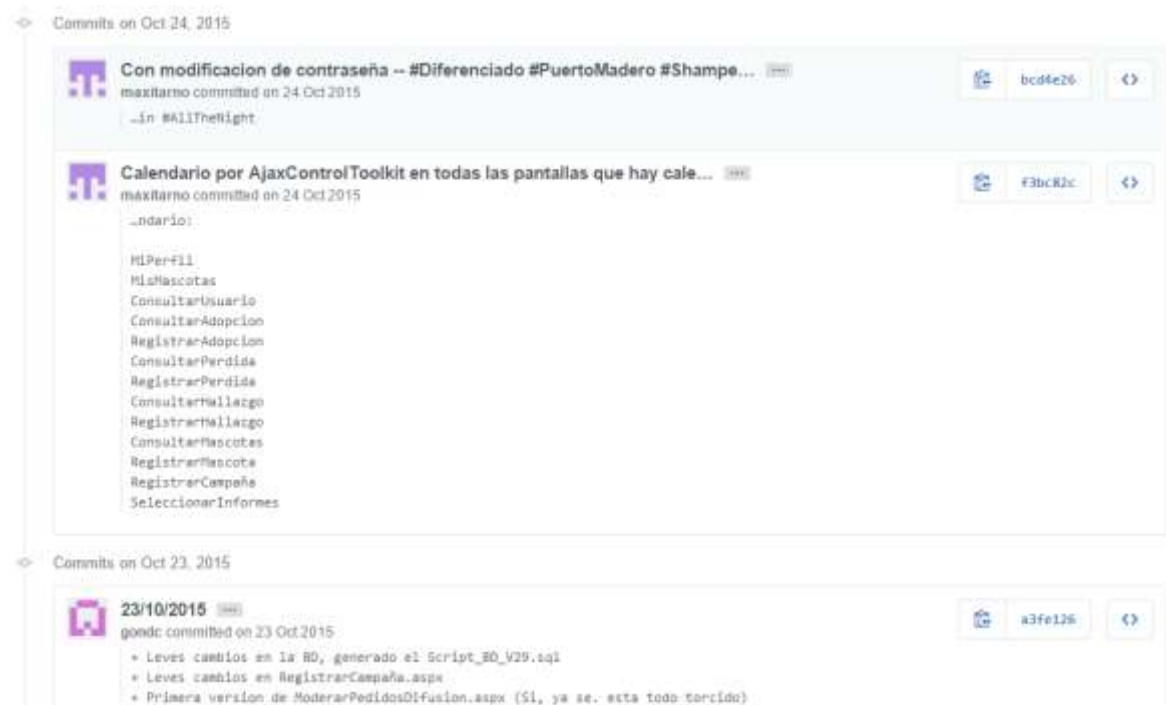 Commits on Oct 24, 2015
Con modificacion de contraseña -- #Diferenciado #PuertoMadero #Shampe... ...
maxitarno committed on 24 Oct 2015
bcd4e26
<>
…in #AllTheNight
Calendario por AjaxControlToolkit en todas las pantallas que hay cale... ...
maxitarno committed on 24 Oct 2015
f3bc82c
<>
…ndario:
MiPerfil
MisMascotas
ConsultarUsuario
ConsultarAdopcion
RegistrarAdopcion
ConsultarPerdida
RegistrarPerdida
ConsultarHallazgo
RegistrarHallazgo
ConsultarMascotas
RegistrarMascota
RegistrarCampaña
SeleccionarInformes
Commits on Oct 23, 2015
23/10/2015 ...
gondc committed on 23 Oct 2015
a3fe126
<>
+ Leves cambios en la BD, generado el Script_BD_V29.sql
+ Leves cambios en RegistrarCampaña.aspx
+ Primera version de ModerarPedidosDifusion.aspx (Si, ya se. esta todo torcido)